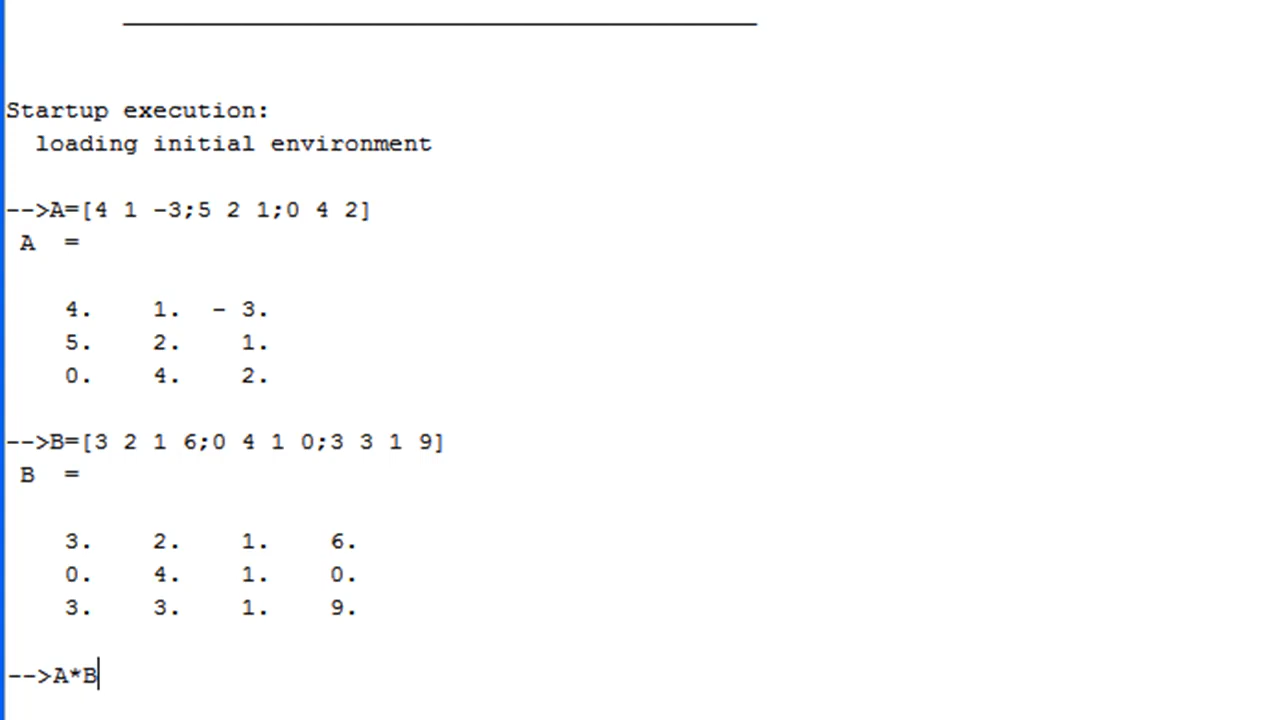 Startup execution:
  loading initial environment
-->A=[4 1 -3;5 2 1;0 4 2]
 A  =
    4.    1.  - 3.
    5.    2.    1.
    0.    4.    2.
-->B=[3 2 1 6;0 4 1 0;3 3 1 9]
 B  =
    3.    2.    1.    6.
    0.    4.    1.    0.
    3.    3.    1.    9.
-->A*B